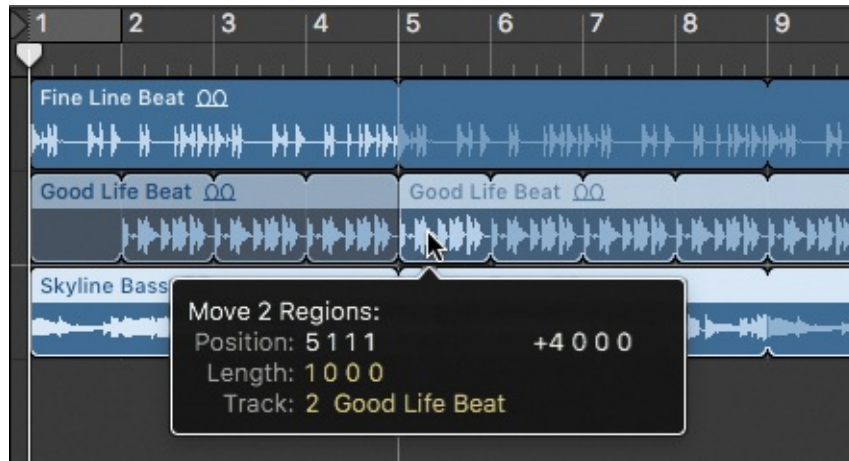 1 2 3 4 5 6 7 8 9
Fine Line Beat
Good Life Beat Good Life Beat
Skyline Bass
Move 2 Regions:
Position: 5 1 1 1 +4 0 0 0
Length: 1 0 0 0
Track: 2 Good Life Beat